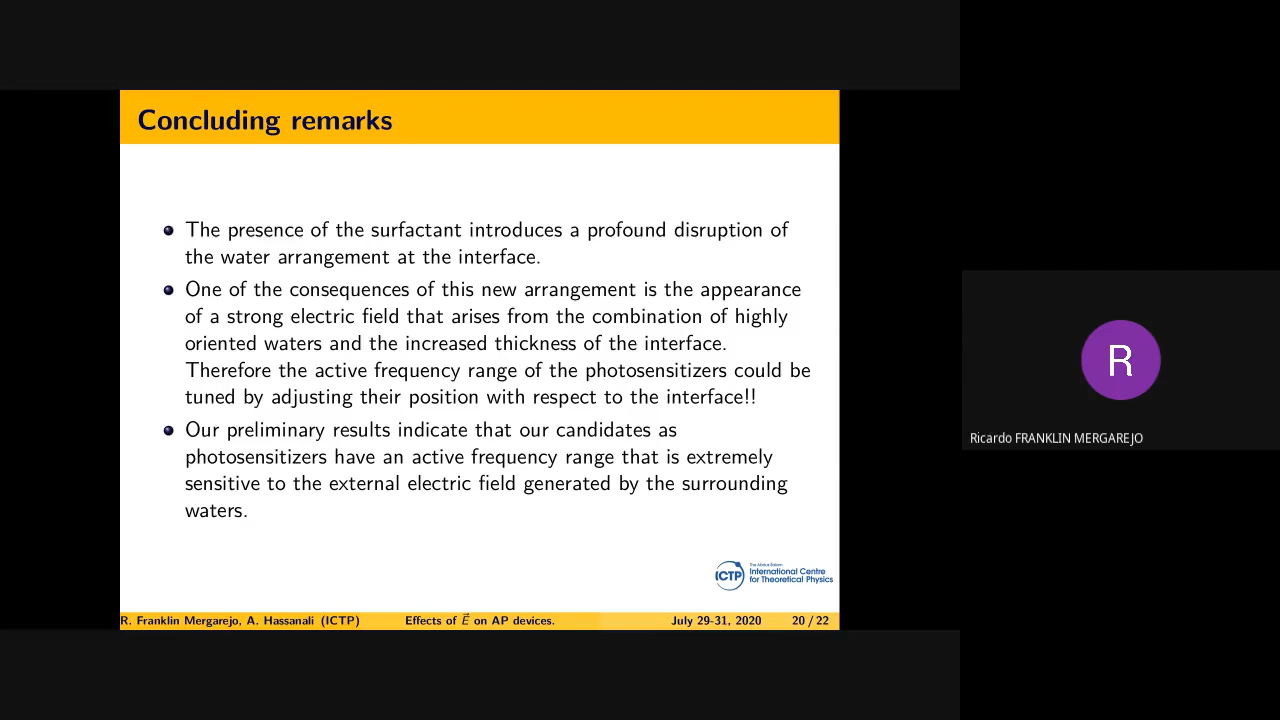 Concluding remarks
The presence of the surfactant introduces a profound disruption of
the water arrangement at the interface.
One of the consequences of this new arrangement is the appearance
of a strong electric field that arises from the combination of highly
oriented waters and the increased thickness of the interface.
Therefore the active frequency range of the photosensitizers could be
tuned by adjusting their position with respect to the interface!!
Our preliminary results indicate that our candidates as
photosensitizers have an active frequency range that is extremely
sensitive to the external electric field generated by the surrounding
waters.
ICTP
The Abdus Salam
International Centre
for Theoretical Physics
R. Franklin Mergarejo, A. Hassanali (ICTP) Effects of E⃗ on AP devices. July 29-31, 2020 20 / 22
R
Ricardo FRANKLIN MERGAREJO